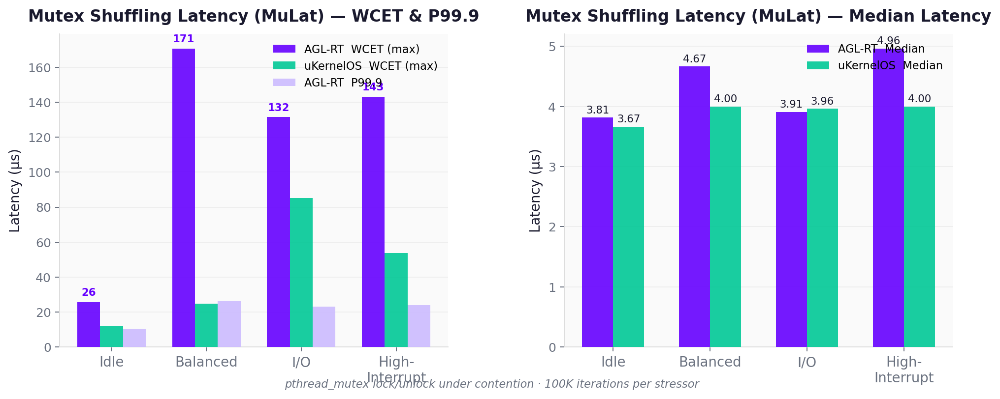 Mutex Shuffling Latency (MuLat) — WCET & P99.9
171
AGL-RT WCET (max)
uKernelOS WCET (max)
AGL-RT P99.9
143
132
26
160
140
120
100
80
60
40
20
0
Latency (µs)
Idle
Balanced
I/O
High-
Interrupt
Mutex Shuffling Latency (MuLat) — Median Latency
4.96
AGL-RT Median
uKernelOS Median
4.67
4.00
3.81
3.67
3.91
3.96
4.00
5
4
3
2
1
0
Latency (µs)
Idle
Balanced
I/O
High-
Interrupt
pthread_mutex lock/unlock under contention · 100K iterations per stressor